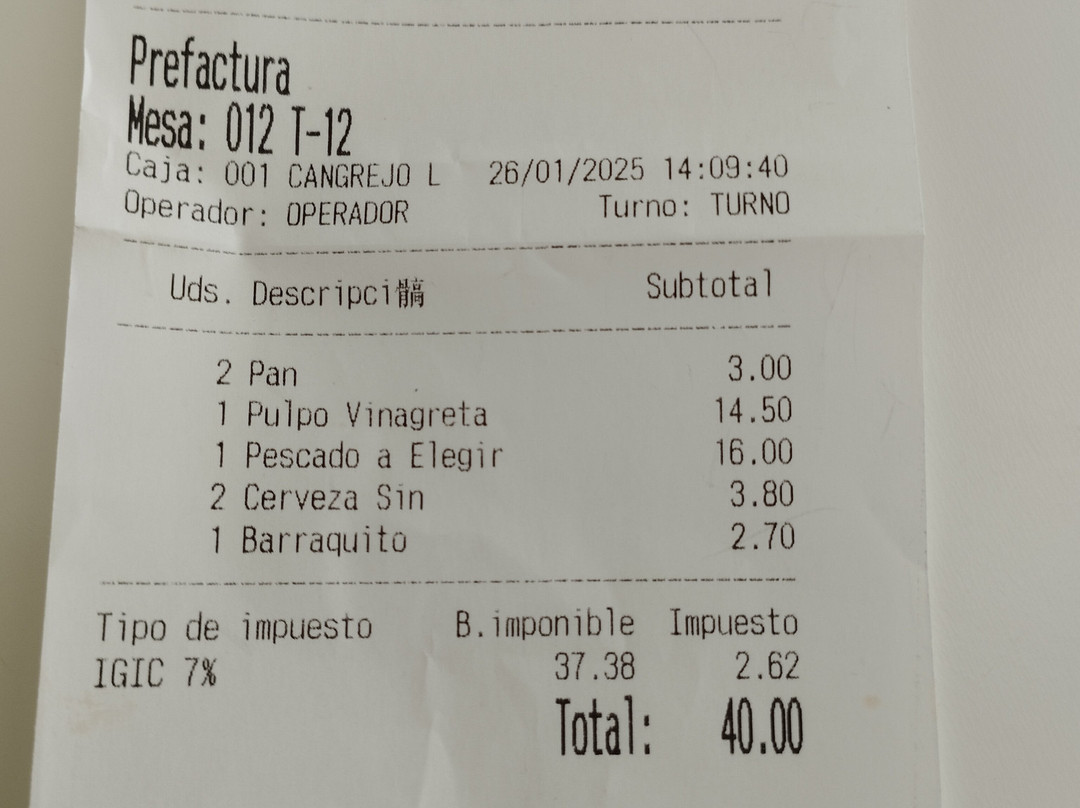 Prefactura
Mesa: 012 T-12
Caja: 001 CANGREJO L 26/01/2025 14:09:40
Operador: OPERADOR Turno: TURNO
Uds. Descripci髇 Subtotal
2 Pan 3.00
1 Pulpo Vinagreta 14.50
1 Pescado a Elegir 16.00
2 Cerveza Sin 3.80
1 Barraquito 2.70
Tipo de impuesto B.imponible Impuesto
IGIC 7% 37.38 2.62
Total: 40.00